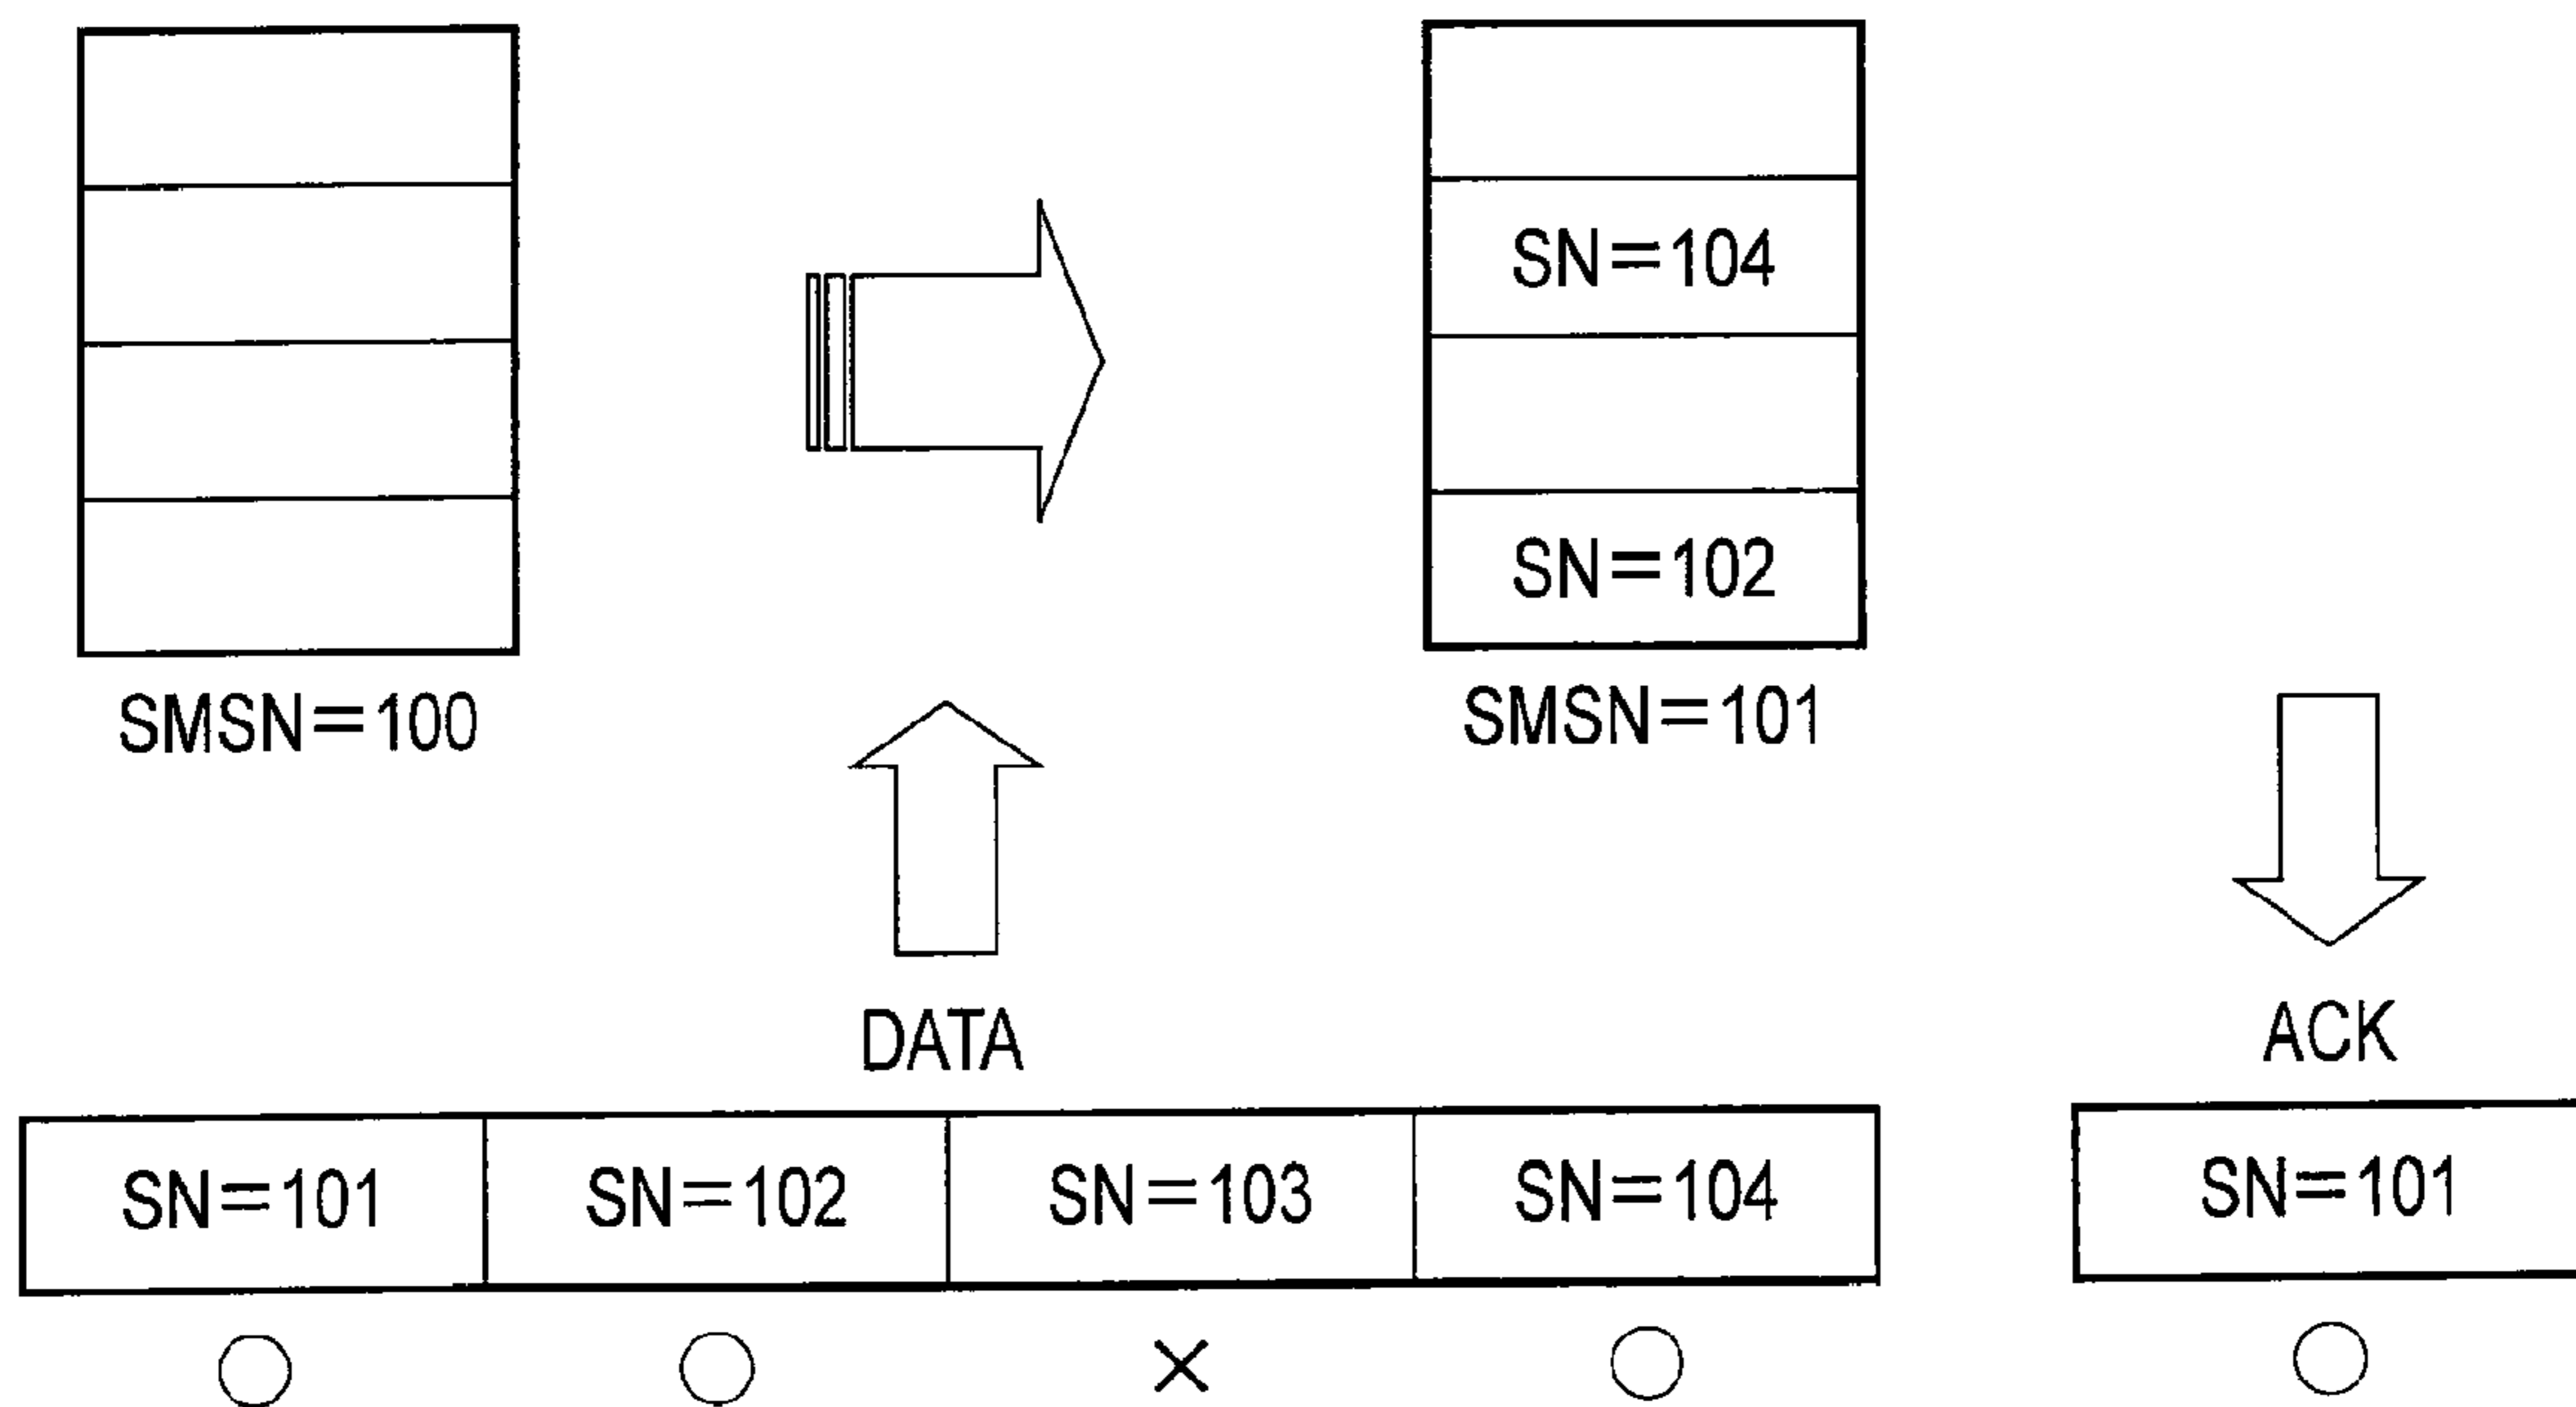 SN=104
SN=102
SMSN=100
SMSN=101
DATA
ACK
SN=101 SN=102 SN=103 SN=104 SN=101
○ ○ × ○ ○